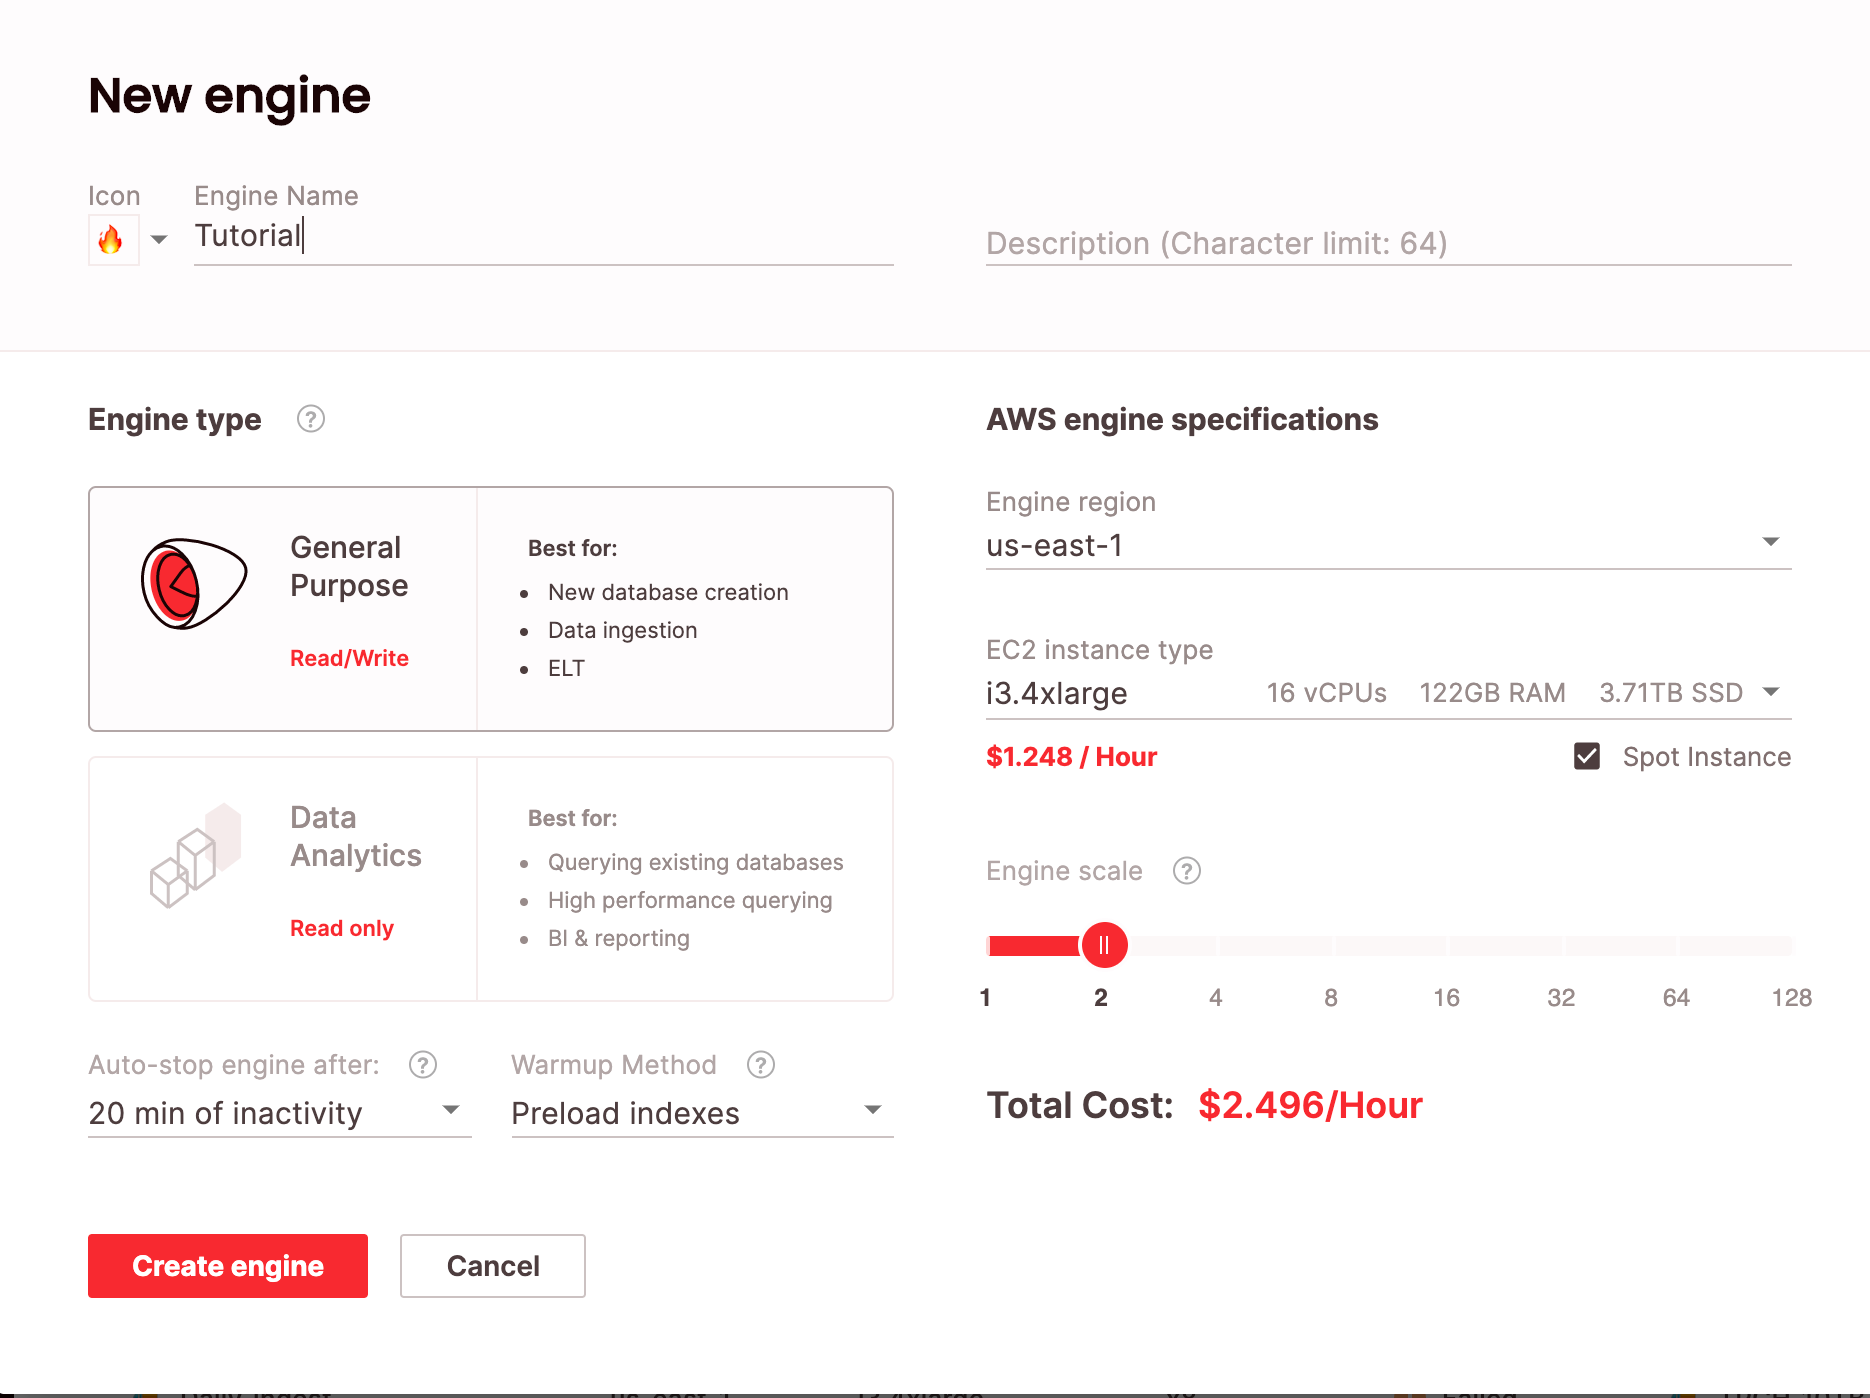 New engine
Icon
Engine Name
Tutorial
Description (Character limit: 64)
Engine type ?
General
Purpose
Read/Write
Best for:
• New database creation
• Data ingestion
• ELT
Data
Analytics
Read only
Best for:
• Querying existing databases
• High performance querying
• BI & reporting
Auto-stop engine after: ?
20 min of inactivity
Warmup Method ?
Preload indexes
AWS engine specifications
Engine region
us-east-1
EC2 instance type
i3.4xlarge 16 vCPUs 122GB RAM 3.71TB SSD
$1.248 / Hour
Spot Instance
Engine scale ?
1 2 4 8 16 32 64 128
Total Cost: $2.496/Hour
Create engine
Cancel